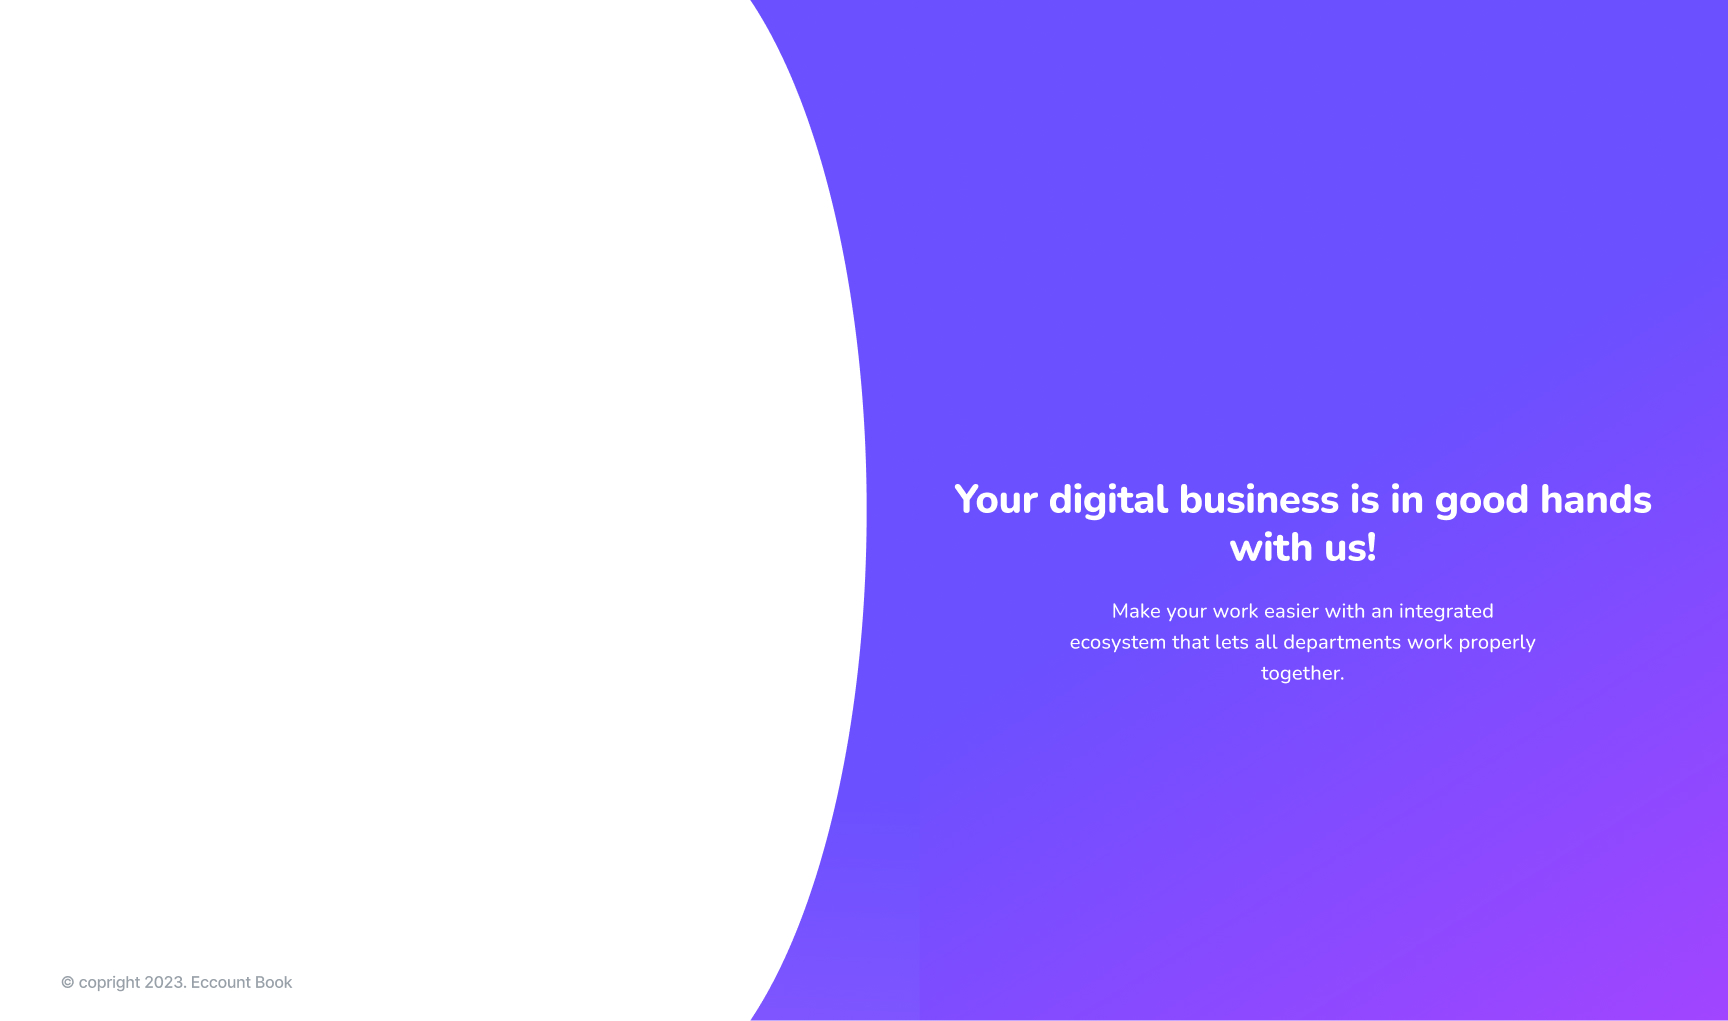 Your digital business is in good hands
with us!
Make your work easier with an integrated
ecosystem that lets all departments work properly
together.
© copright 2023. Eccount Book